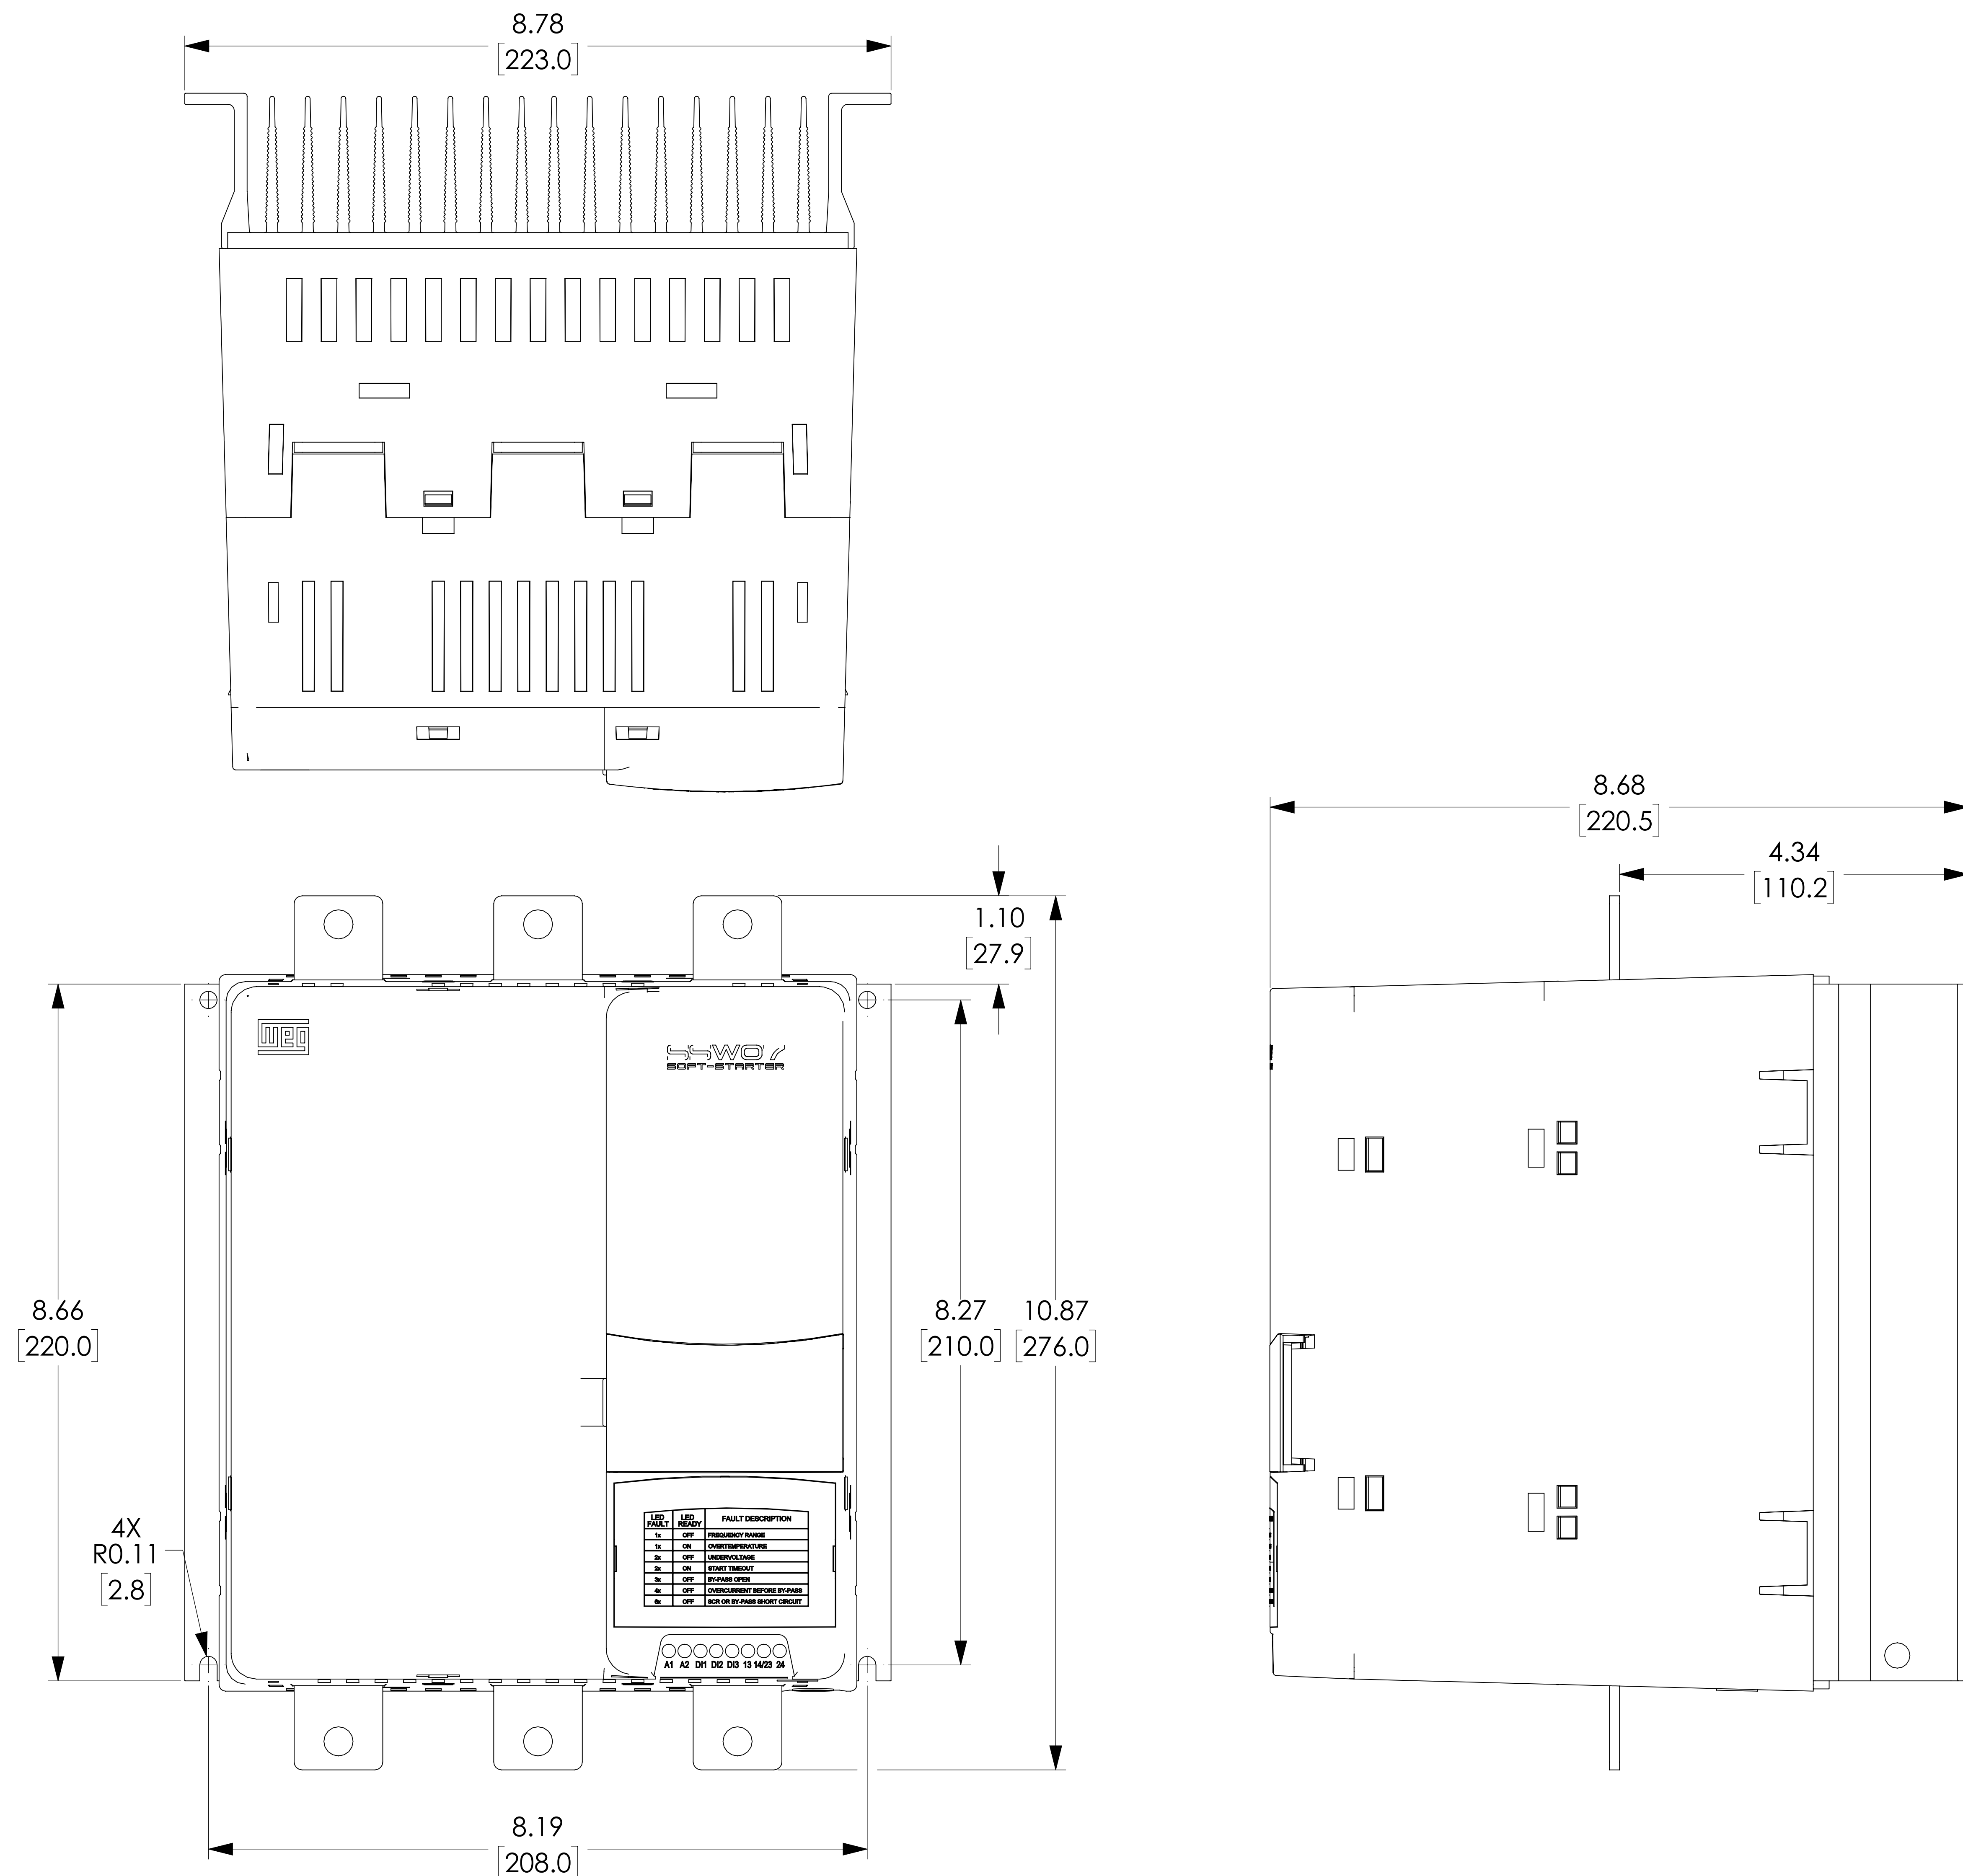 8.78
[223.0]
8.68
[220.5]
4.34
[110.2]
1.10
[27.9]
WEG
SSW07
SOFT-STARTER
8.66
[220.0]
8.27
[210.0]
10.87
[276.0]
4X
R0.11
[2.8]
LED FAULT LED READY FAULT DESCRIPTION
1x OFF FREQUENCY RANGE
1x ON OVERTEMPERATURE
2x OFF UNDERVOLTAGE
2x ON START TIMEOUT
3x OFF BY-PASS OPEN
4x OFF OVERCURRENT BEFORE BY-PASS
6x OFF SCR OR BY-PASS SHORT CIRCUIT
A1 A2 DI1 DI2 DI3 13 14/23 24
8.19
[208.0]